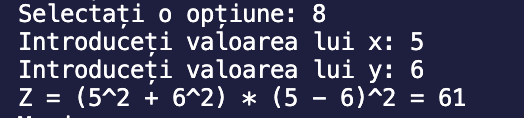 Selectați o opțiune: 8
Introduceți valoarea lui x: 5
Introduceți valoarea lui y: 6
Z = (5^2 + 6^2) * (5 - 6)^2 = 61